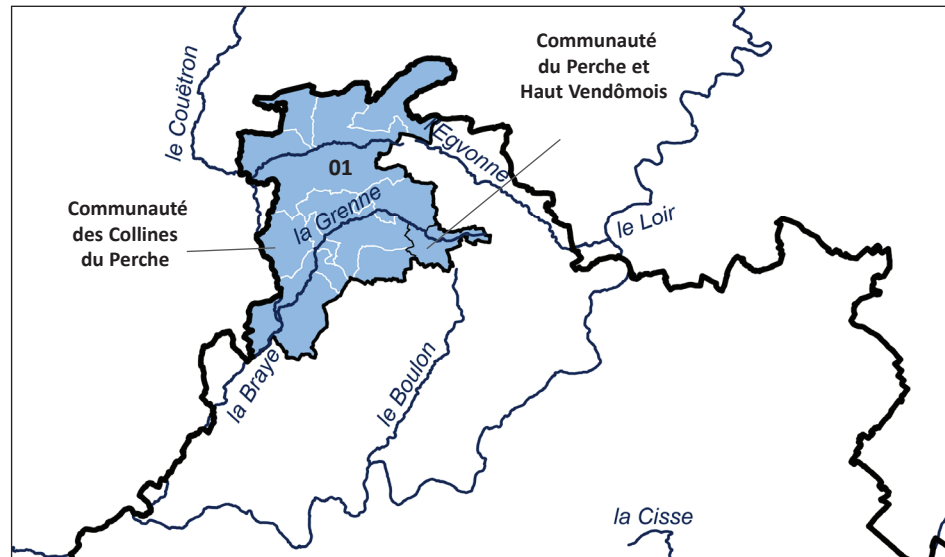 Communauté
du Perche et
Haut Vendômois
le Couëtron
Egvonne
01
la Grenne
le Loir
Communauté
des Collines
du Perche
la Braye
le Boulon
la Cisse